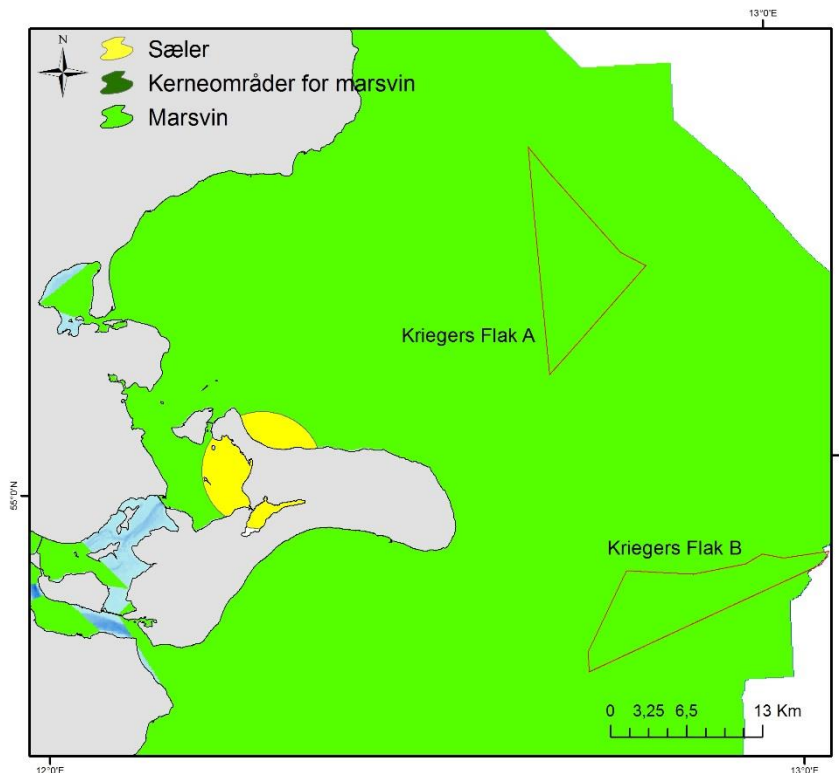 13°0'E
N
Sæler
Kerneområder for marsvin
Marsvin
Kriegers Flak A
55°0'N
Kriegers Flak B
0 3,25 6,5 13 Km
12°0'E 13°0'E